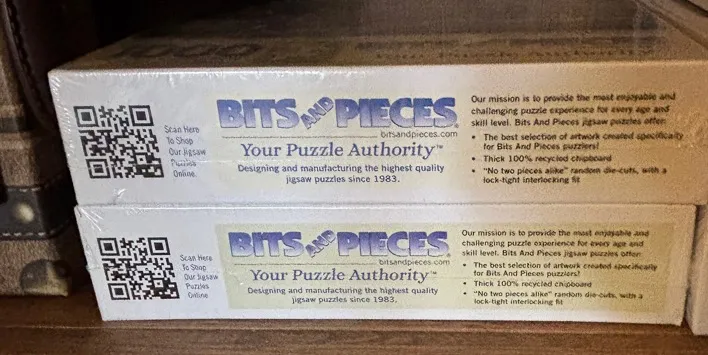 Scan Here
To Shop
Our Jigsaw
Puzzles
Online.
BITS AND PIECES
bitsandpieces.com
Your Puzzle Authority™
Designing and manufacturing the highest quality
jigsaw puzzles since 1983.
Our mission is to provide the most enjoyable and
challenging puzzle experience for every age and
skill level. Bits And Pieces jigsaw puzzles offer:
• The best selection of artwork created specifically
for Bits And Pieces puzzlers!
• Thick 100% recycled chipboard
• "No two pieces alike" random die-cuts, with a
lock-tight interlocking fit
Scan Here
To Shop
Our Jigsaw
Puzzles
Online
BITS AND PIECES
bitsandpieces.com
Your Puzzle Authority™
Designing and manufacturing the highest quality
jigsaw puzzles since 1983.
Our mission is to provide the most enjoyable and
challenging puzzle experience for every age and
skill level. Bits And Pieces jigsaw puzzles offer:
• The best selection of artwork created specifically
for Bits And Pieces puzzlers!
• Thick 100% recycled chipboard
• "No two pieces alike" random die-cuts, with a
lock-tight interlocking fit